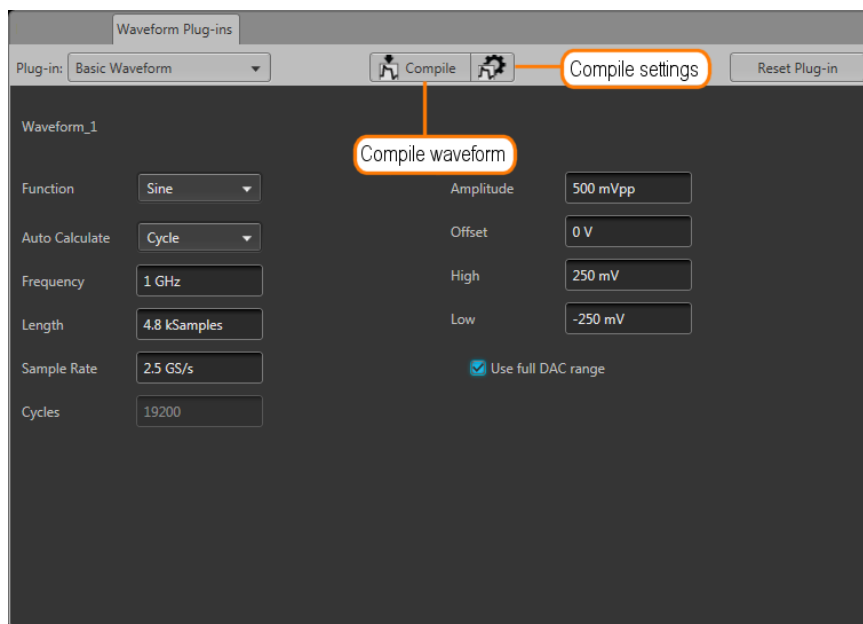 Waveform Plug-ins
Plug-in: Basic Waveform
Compile
Compile settings
Reset Plug-in
Compile waveform
Waveform_1
Function Sine
Amplitude 500 mVpp
Auto Calculate Cycle
Offset 0 V
Frequency 1 GHz
High 250 mV
Length 4.8 kSamples
Low -250 mV
Sample Rate 2.5 GS/s
Use full DAC range
Cycles 19200